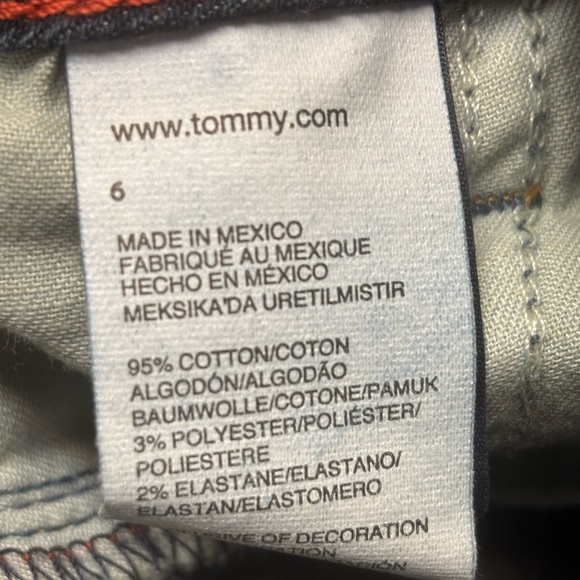 www.tommy.com
6
MADE IN MEXICO
FABRIQUÉ AU MEXIQUE
HECHO EN MÉXICO
MEKSIKA'DA URETILMISTIR
95% COTTON/COTON
ALGODÓN/ALGODÃO
BAUMWOLLE/COTONE/PAMUK
3% POLYESTER/POLIÉSTER/
POLIESTERE
2% ELASTANE/ELASTANO/
ELASTAN/ELASTOMERO
OF DECORATION